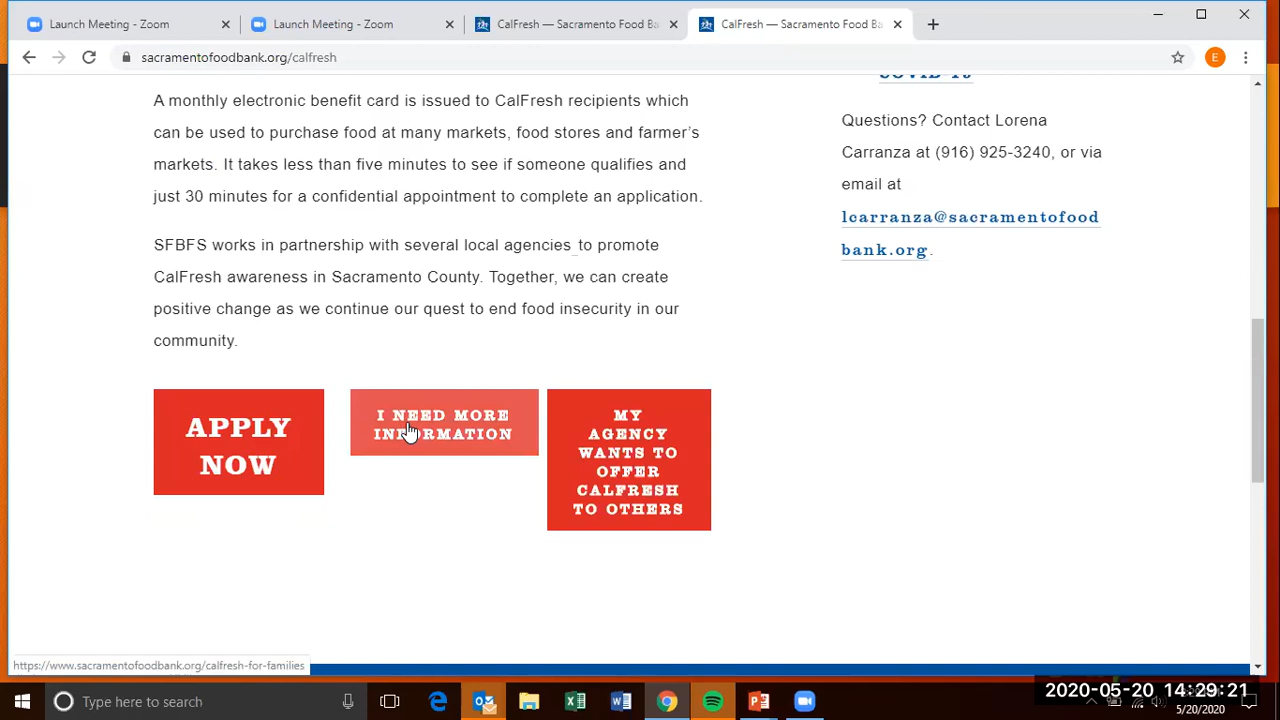 Launch Meeting - Zoom
Launch Meeting - Zoom
CalFresh — Sacramento Food Ba
CalFresh — Sacramento Food Ba
sacramentofoodbank.org/calfresh
E
A monthly electronic benefit card is issued to CalFresh recipients which
can be used to purchase food at many markets, food stores and farmer's
markets. It takes less than five minutes to see if someone qualifies and
just 30 minutes for a confidential appointment to complete an application.
SFBFS works in partnership with several local agencies to promote
CalFresh awareness in Sacramento County. Together, we can create
positive change as we continue our quest to end food insecurity in our
community.
APPLY
NOW
I NEED MORE
INFORMATION
MY
AGENCY
WANTS TO
OFFER
CALFRESH
TO OTHERS
COVID-19
Questions? Contact Lorena
Carranza at (916) 925-3240, or via
email at
lcarranza@sacramentofood
bank.org.
https://www.sacramentofoodbank.org/calfresh-for-families
Type here to search
2020-05-20 14:29:21
5/20/2020